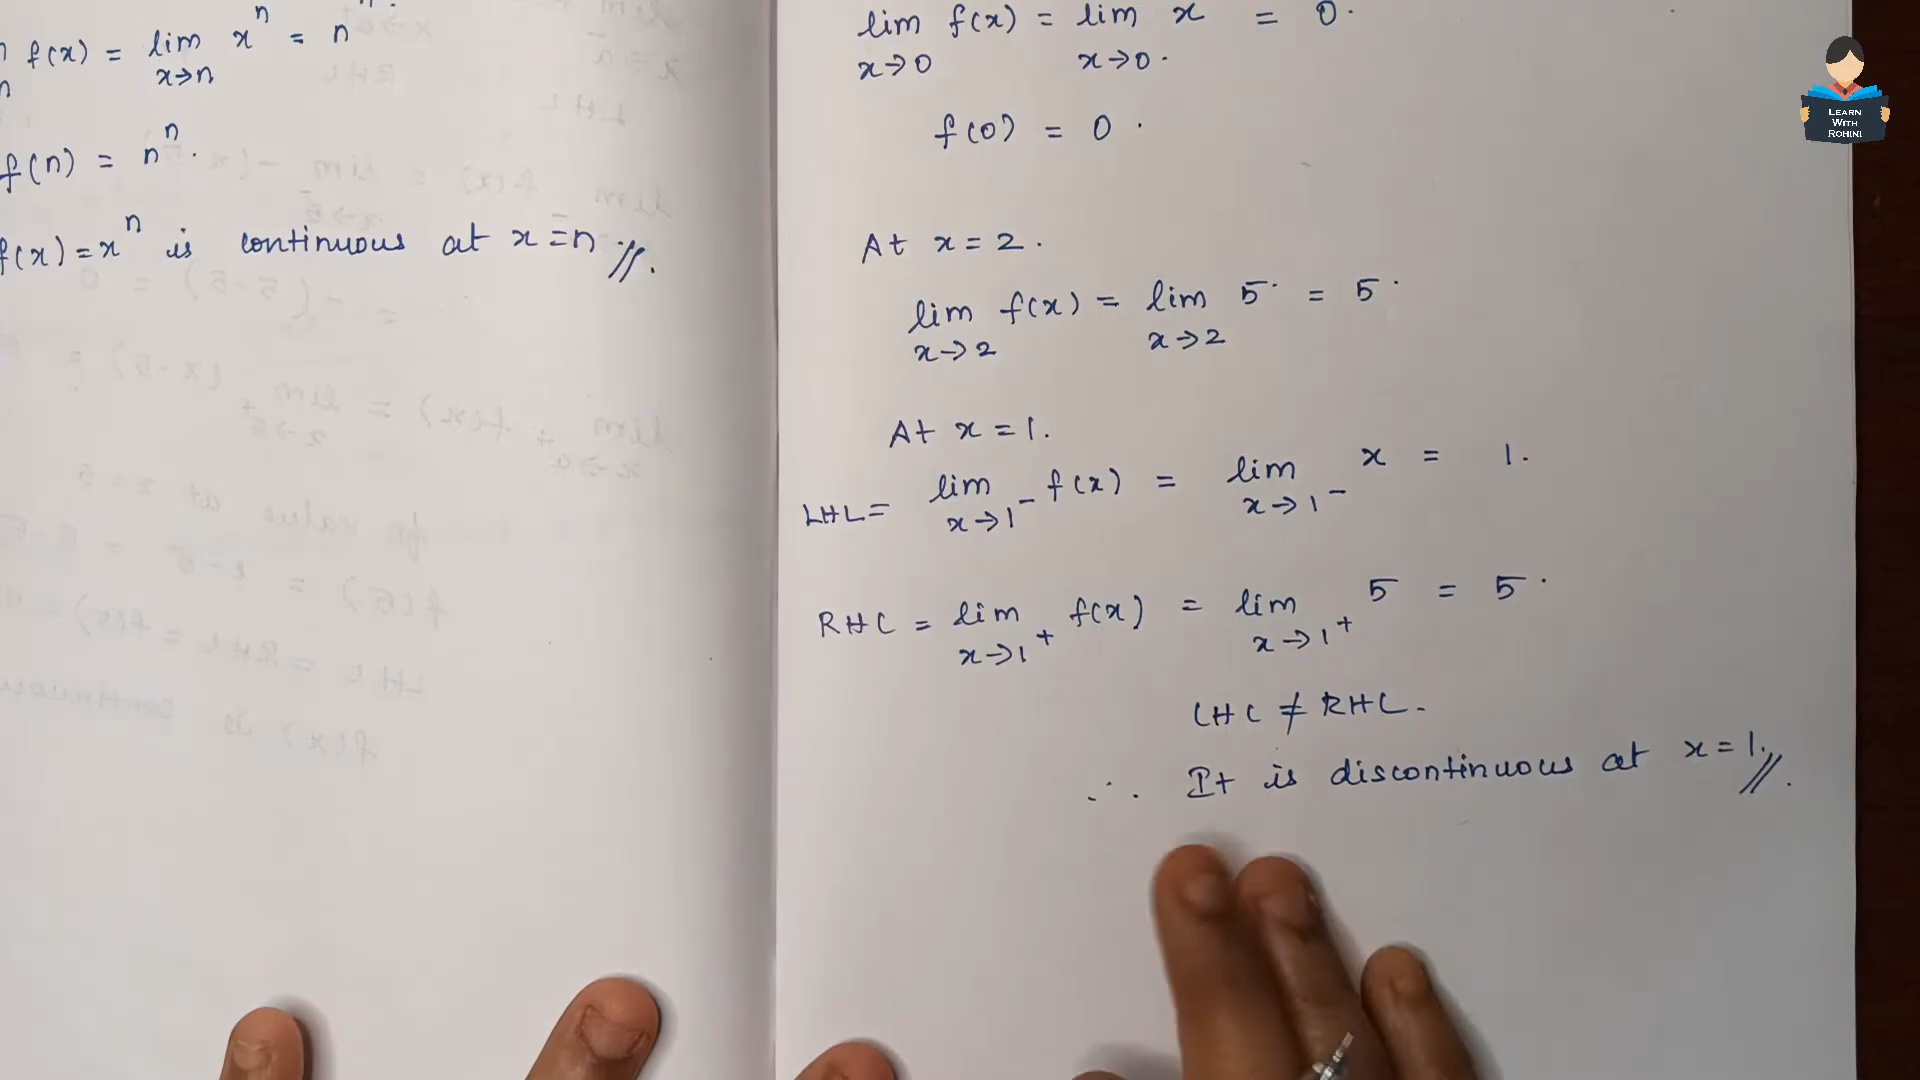 f(x) = lim x^n = n^n.
x→n
n
f(n) = n^n.
f(x) = x^n is continuous at x = n //.
lim f(x) = lim x = 0.
x→0 x→0.
f(0) = 0.
At x = 2.
lim f(x) = lim 5. = 5.
x→2 x→2
At x = 1.
LHL = lim f(x) = lim x = 1.
x→1⁻ x→1⁻
RHL = lim f(x) = lim 5 = 5.
x→1⁺ x→1⁺
LHL ≠ RHL.
∴ It is discontinuous at x = 1. //.
LEARN
WITH
ROHINI